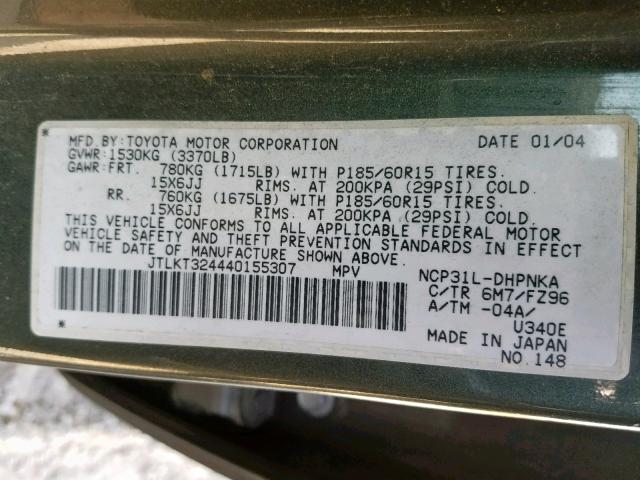 MFD.BY:TOYOTA MOTOR CORPORATION DATE 01/04
GVWR:1530KG (3370LB)
GAWR:FRT. 780KG (1715LB) WITH P185/60R15 TIRES.
15X6JJ RIMS. AT 200KPA (29PSI) COLD.
RR. 760KG (1675LB) WITH P185/60R15 TIRES.
15X6JJ RIMS. AT 200KPA (29PSI) COLD.
THIS VEHICLE CONFORMS TO ALL APPLICABLE FEDERAL MOTOR
VEHICLE SAFETY AND THEFT PREVENTION STANDARDS IN EFFECT
ON THE DATE OF MANUFACTURE SHOWN ABOVE.
JTLKT324440155307 MPV NCP31L-DHPNKA
C/TR 6M7/FZ96
A/TM -04A/
U340E
MADE IN JAPAN
NO.148